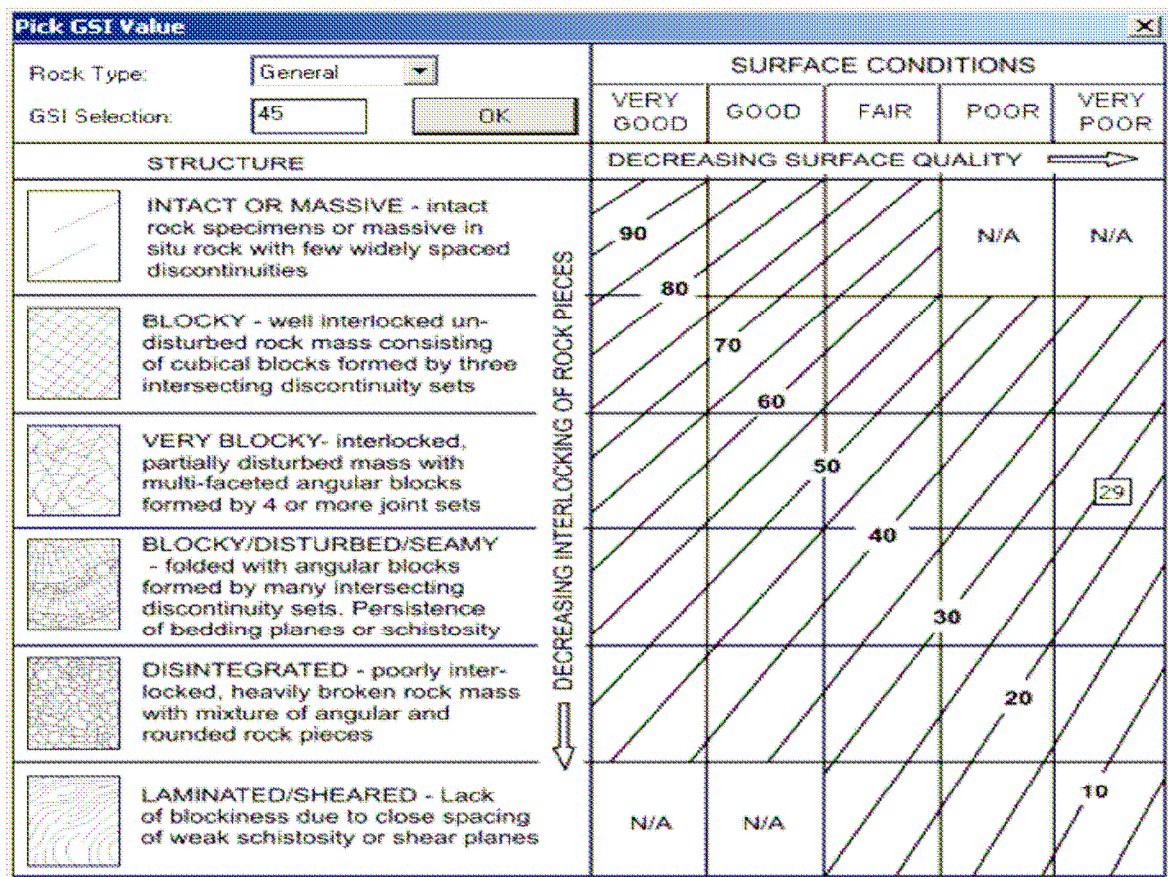 Pick GSI Value
Rock Type: General
GSI Selection: 45 OK
STRUCTURE
SURFACE CONDITIONS
VERY GOOD
GOOD
FAIR
POOR
VERY POOR
DECREASING SURFACE QUALITY
DECREASING INTERLOCKING OF ROCK PIECES
INTACT OR MASSIVE - intact
rock specimens or massive in
situ rock with few widely spaced
discontinuities
BLOCKY - well interlocked un-
disturbed rock mass consisting
of cubical blocks formed by three
intersecting discontinuity sets
VERY BLOCKY- interlocked,
partially disturbed mass with
multi-faceted angular blocks
formed by 4 or more joint sets
BLOCKY/DISTURBED/SEAMY
- folded with angular blocks
formed by many intersecting
discontinuity sets. Persistence
of bedding planes or schistosity
DISINTEGRATED - poorly inter-
locked, heavily broken rock mass
with mixture of angular and
rounded rock pieces
LAMINATED/SHEARED - Lack
of blockiness due to close spacing
of weak schistosity or shear planes
90
N/A
N/A
80
70
60
50
29
40
30
20
10
N/A
N/A